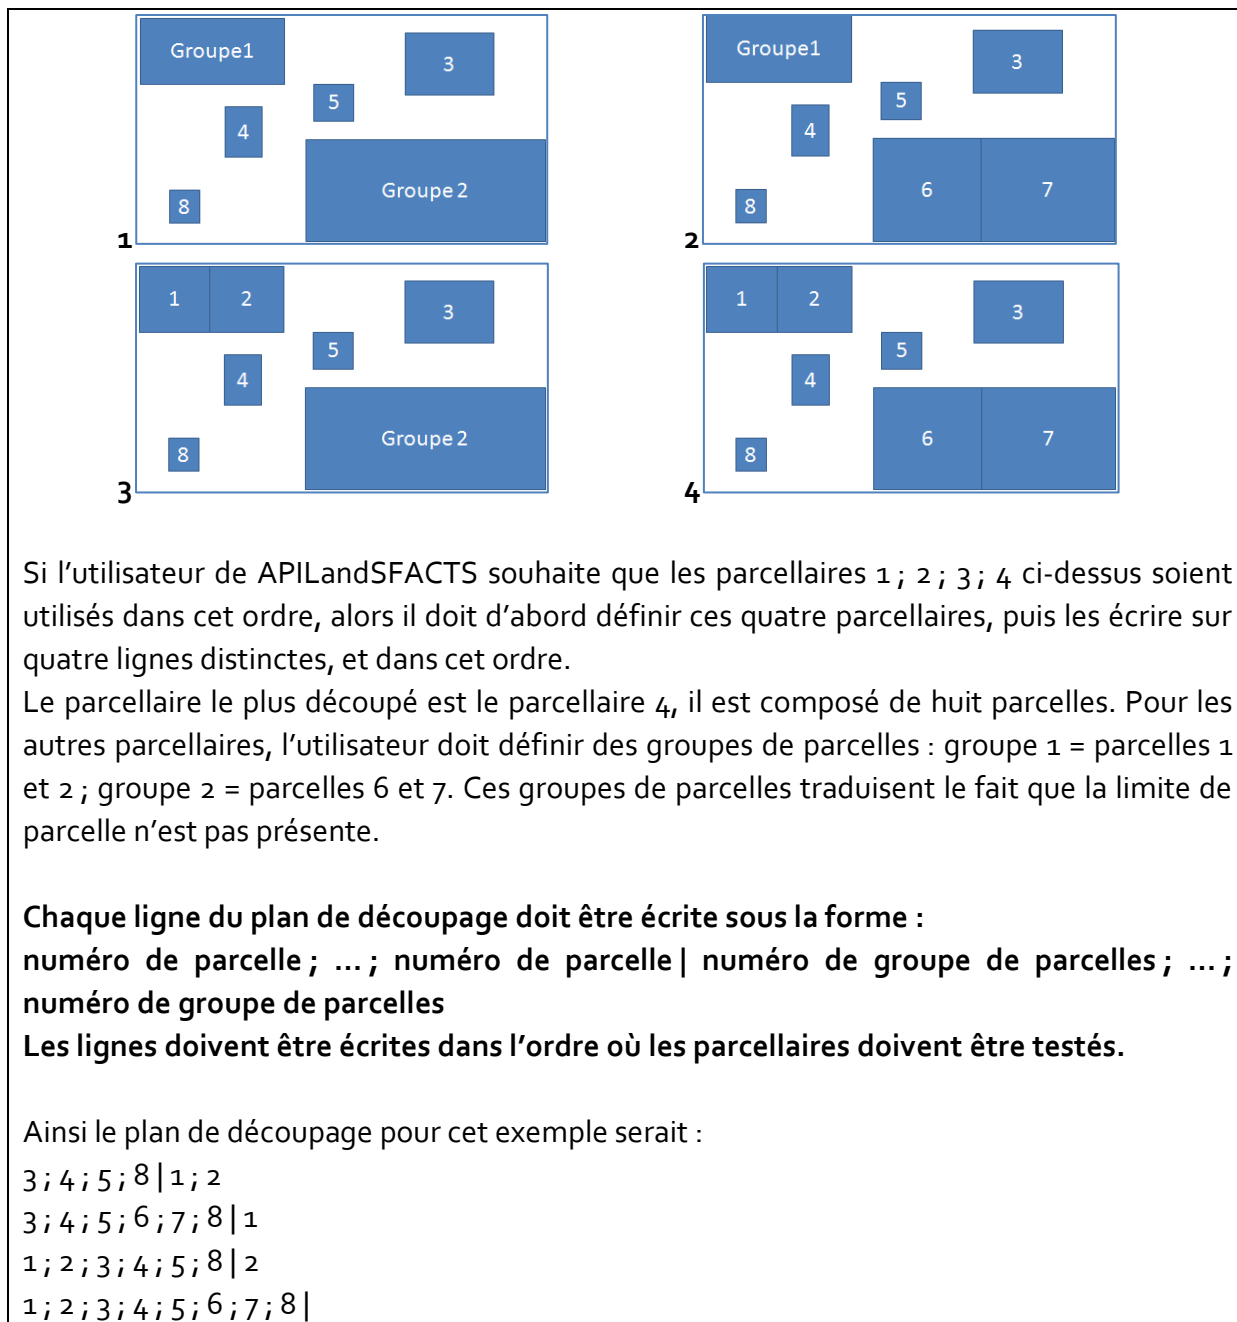 Groupe1
3
5
4
Groupe 2
8
1
Groupe1
3
5
4
6
7
8
2
1
2
3
5
4
Groupe 2
8
3
1
2
3
5
4
6
7
8
4
Si l’utilisateur de APILandSFACTS souhaite que les parcellaires 1 ; 2 ; 3 ; 4 ci-dessus soient
utilisés dans cet ordre, alors il doit d’abord définir ces quatre parcellaires, puis les écrire sur
quatre lignes distinctes, et dans cet ordre.
Le parcellaire le plus découpé est le parcellaire 4, il est composé de huit parcelles. Pour les
autres parcellaires, l’utilisateur doit définir des groupes de parcelles : groupe 1 = parcelles 1
et 2 ; groupe 2 = parcelles 6 et 7. Ces groupes de parcelles traduisent le fait que la limite de
parcelle n’est pas présente.
Chaque ligne du plan de découpage doit être écrite sous la forme :
numéro de parcelle ; … ; numéro de parcelle | numéro de groupe de parcelles ; … ;
numéro de groupe de parcelles
Les lignes doivent être écrites dans l’ordre où les parcellaires doivent être testés.
Ainsi le plan de découpage pour cet exemple serait :
3 ; 4 ; 5 ; 8 | 1 ; 2
3 ; 4 ; 5 ; 6 ; 7 ; 8 | 1
1 ; 2 ; 3 ; 4 ; 5 ; 8 | 2
1 ; 2 ; 3 ; 4 ; 5 ; 6 ; 7 ; 8 |